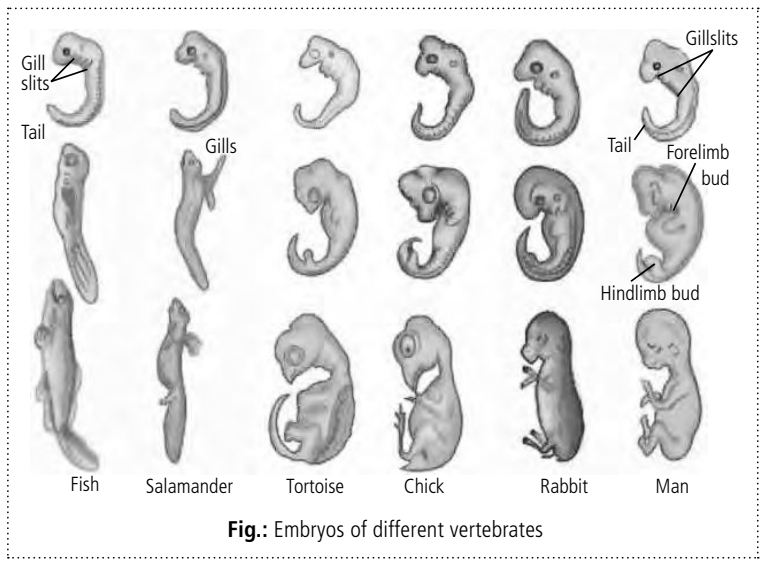 Gill
slits
Gillslits
Tail
Gills
Tail
Forelimb
bud
Hindlimb bud
Fish
Salamander
Tortoise
Chick
Rabbit
Man
Fig.: Embryos of different vertebrates